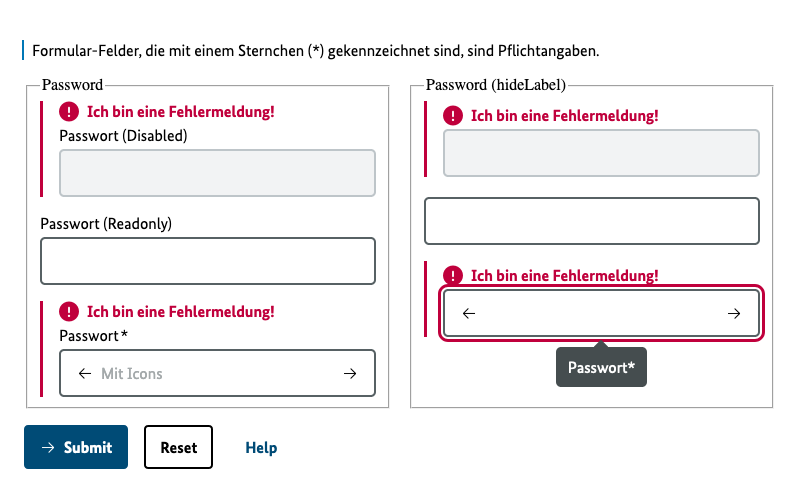 Formular-Felder, die mit einem Sternchen (*) gekennzeichnet sind, sind Pflichtangaben.
Password
Ich bin eine Fehlermeldung!
Passwort (Disabled)
Passwort (Readonly)
Ich bin eine Fehlermeldung!
Passwort*
← Mit Icons →
Password (hideLabel)
Ich bin eine Fehlermeldung!
Ich bin eine Fehlermeldung!
← →
Passwort*
→ Submit
Reset
Help